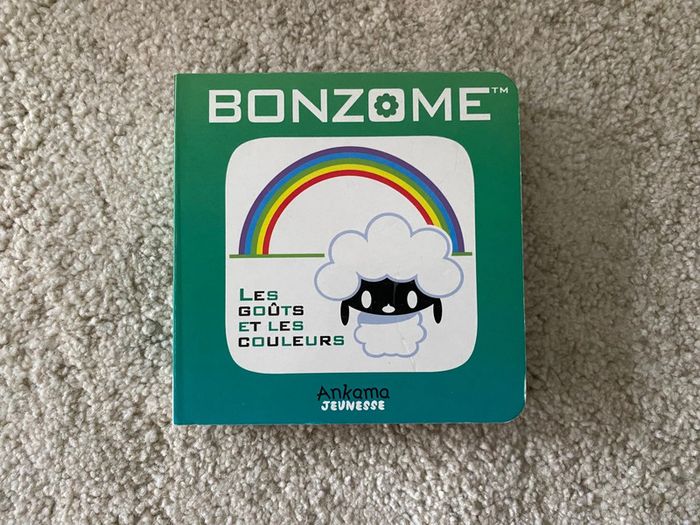 BONZOME™
LES
GOÛTS
ET LES
COULEURS
Ankama
JEUNESSE